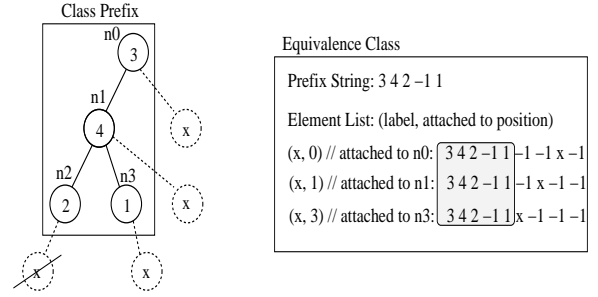 Class Prefix
n0
3
n1
4
x
n2
n3
2
1
x
x
x
Equivalence Class
Prefix String: 3 4 2 −1 1
Element List: (label, attached to position)
(x, 0) // attached to n0: 3 4 2 −1 1 −1 −1 x −1
(x, 1) // attached to n1: 3 4 2 −1 1 −1 x −1 −1
(x, 3) // attached to n3: 3 4 2 −1 1 x −1 −1 −1